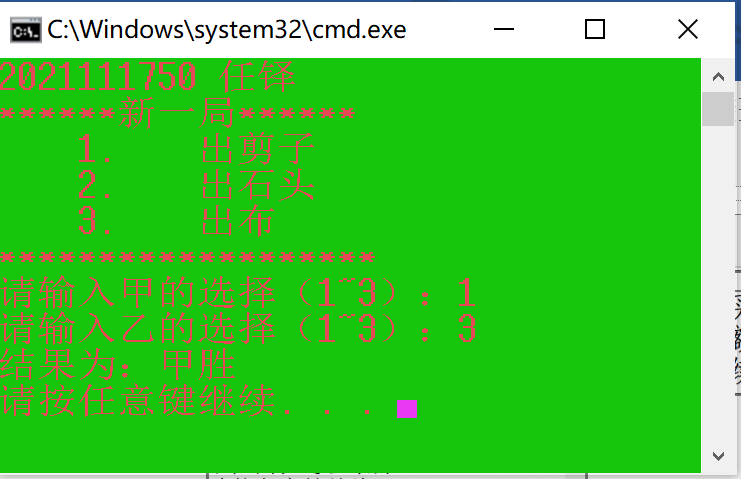 C:\Windows\system32\cmd.exe
2021111750 任铎
******新一局******
1. 出剪子
2. 出石头
3. 出布
*******************
请输入甲的选择（1~3）：1
请输入乙的选择（1~3）：3
结果为：甲胜
请按任意键继续. . .